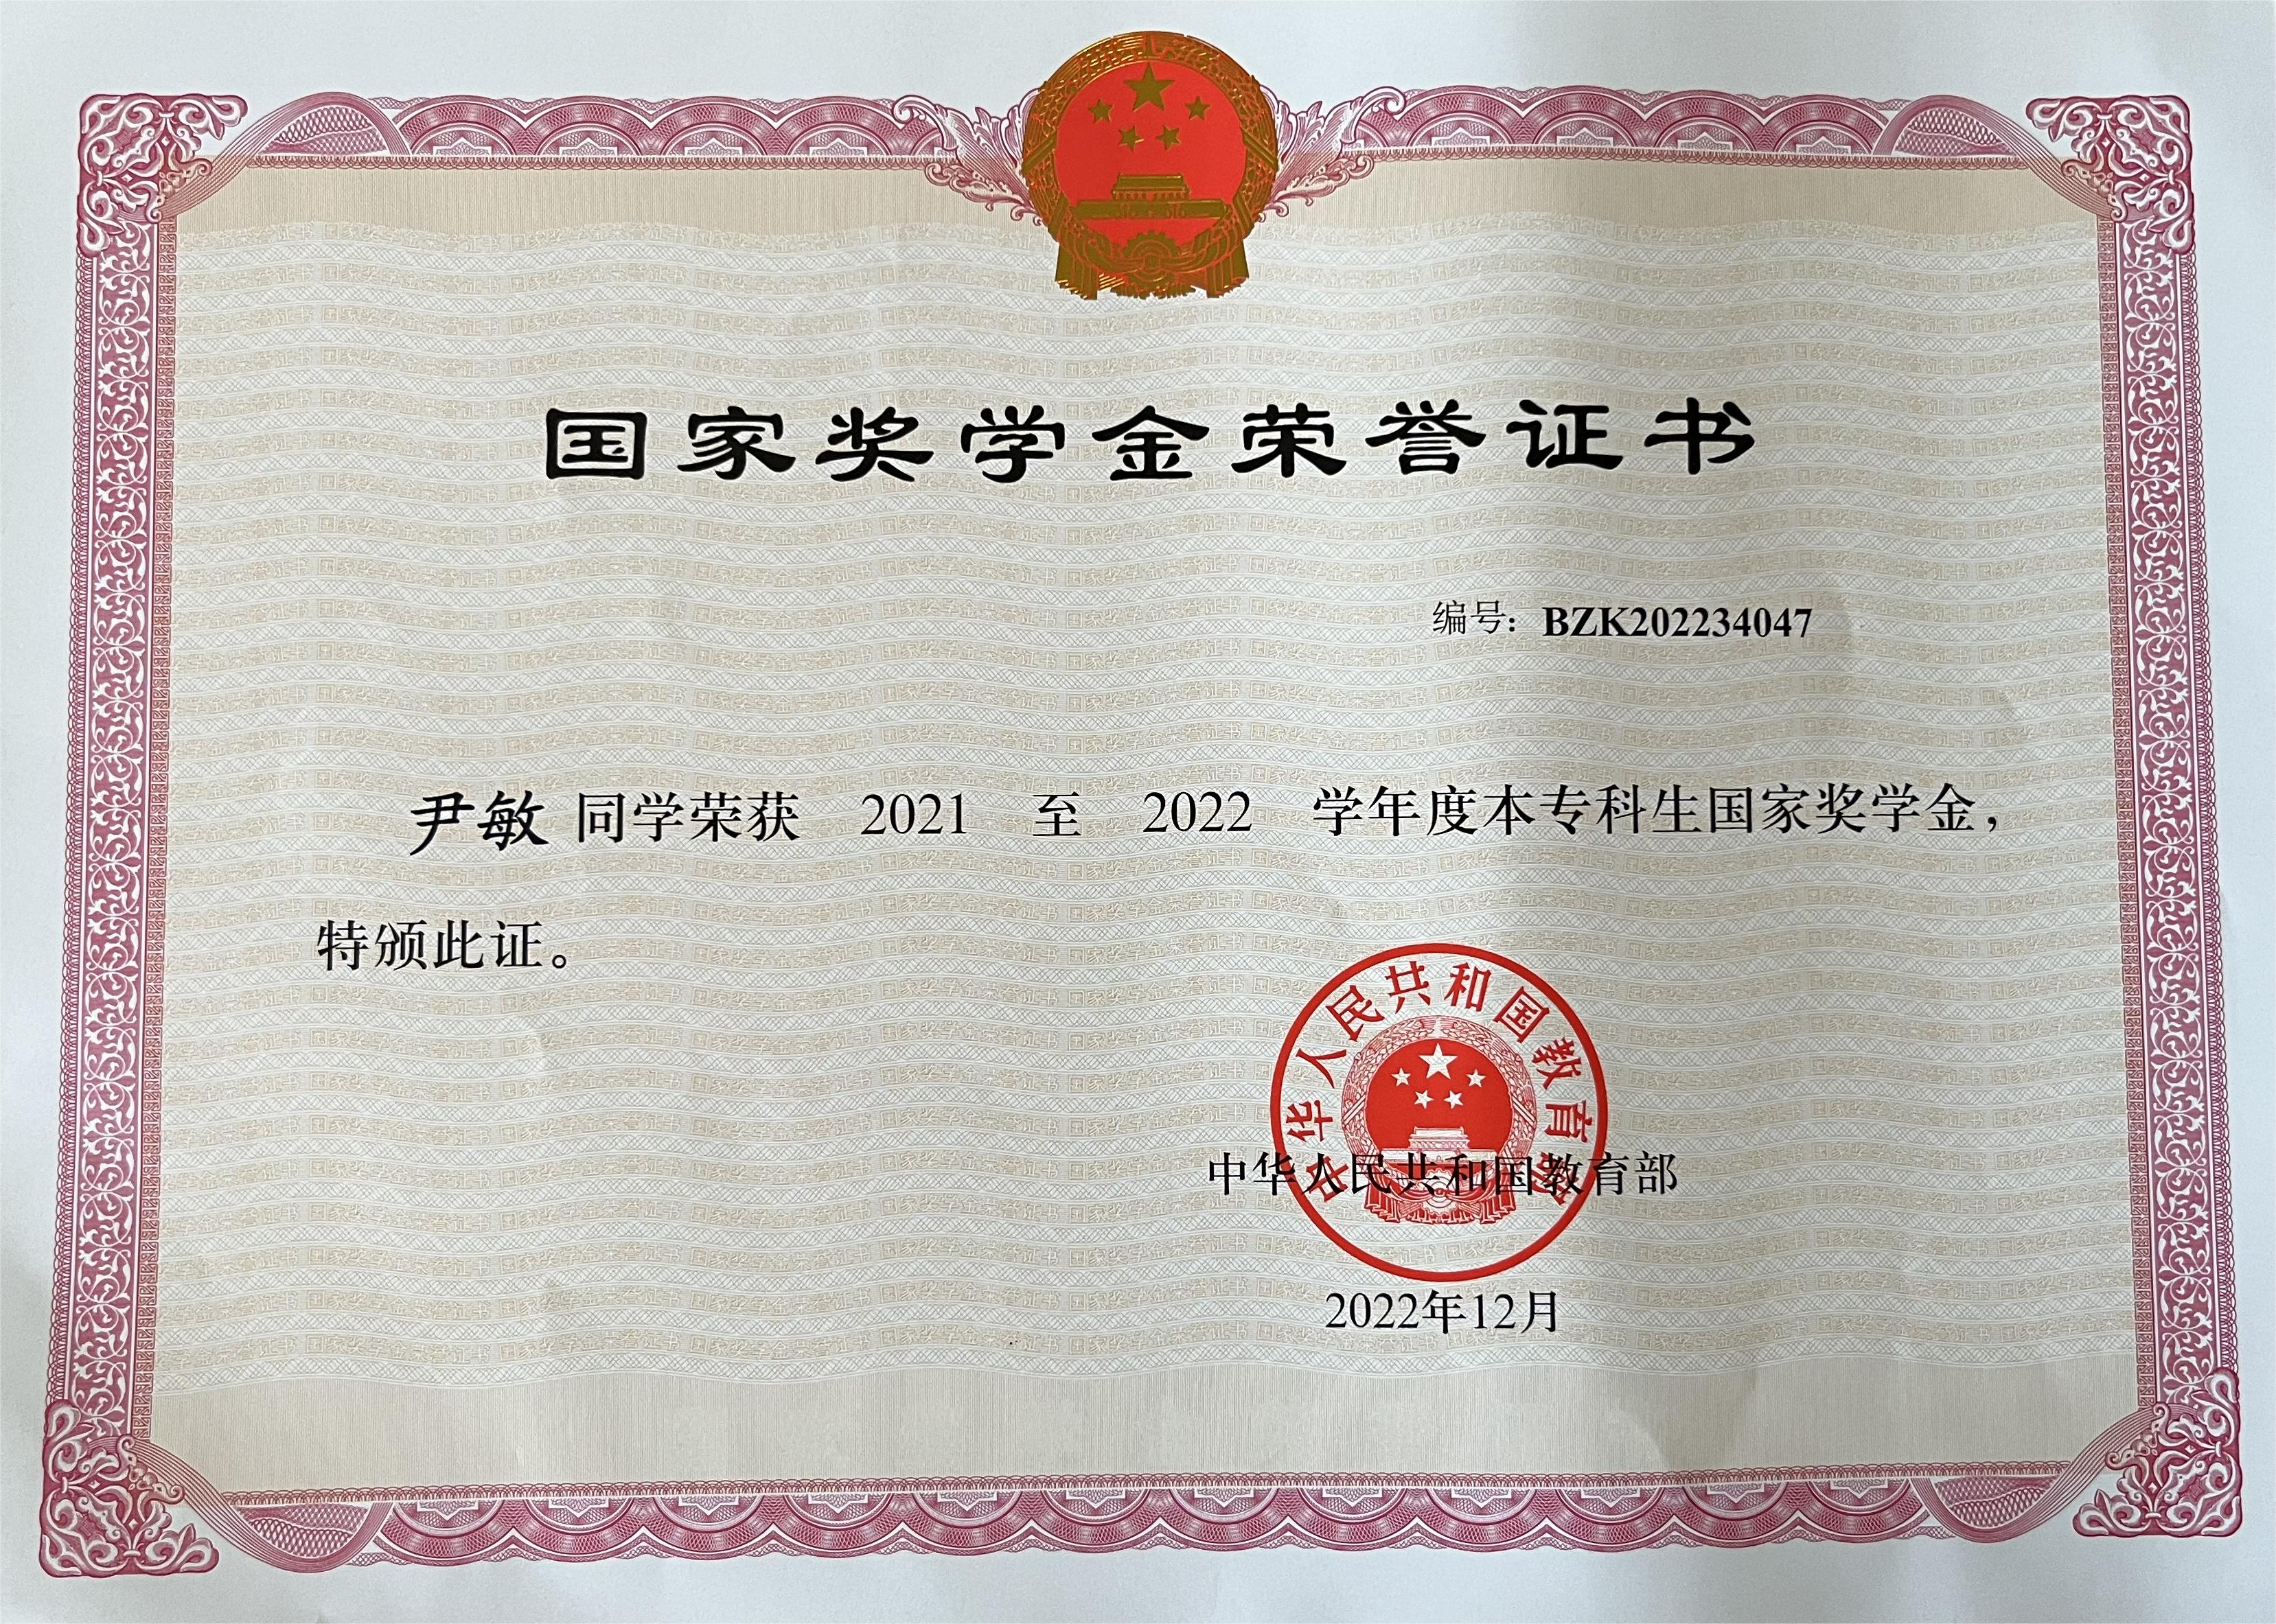 国家奖学金荣誉证书
编号：BZK202234047
尹敏 同学荣获 2021 至 2022 学年度本专科生国家奖学金，
特颁此证。
中华人民共和国教育部
中华人民共和国教育部
2022年12月